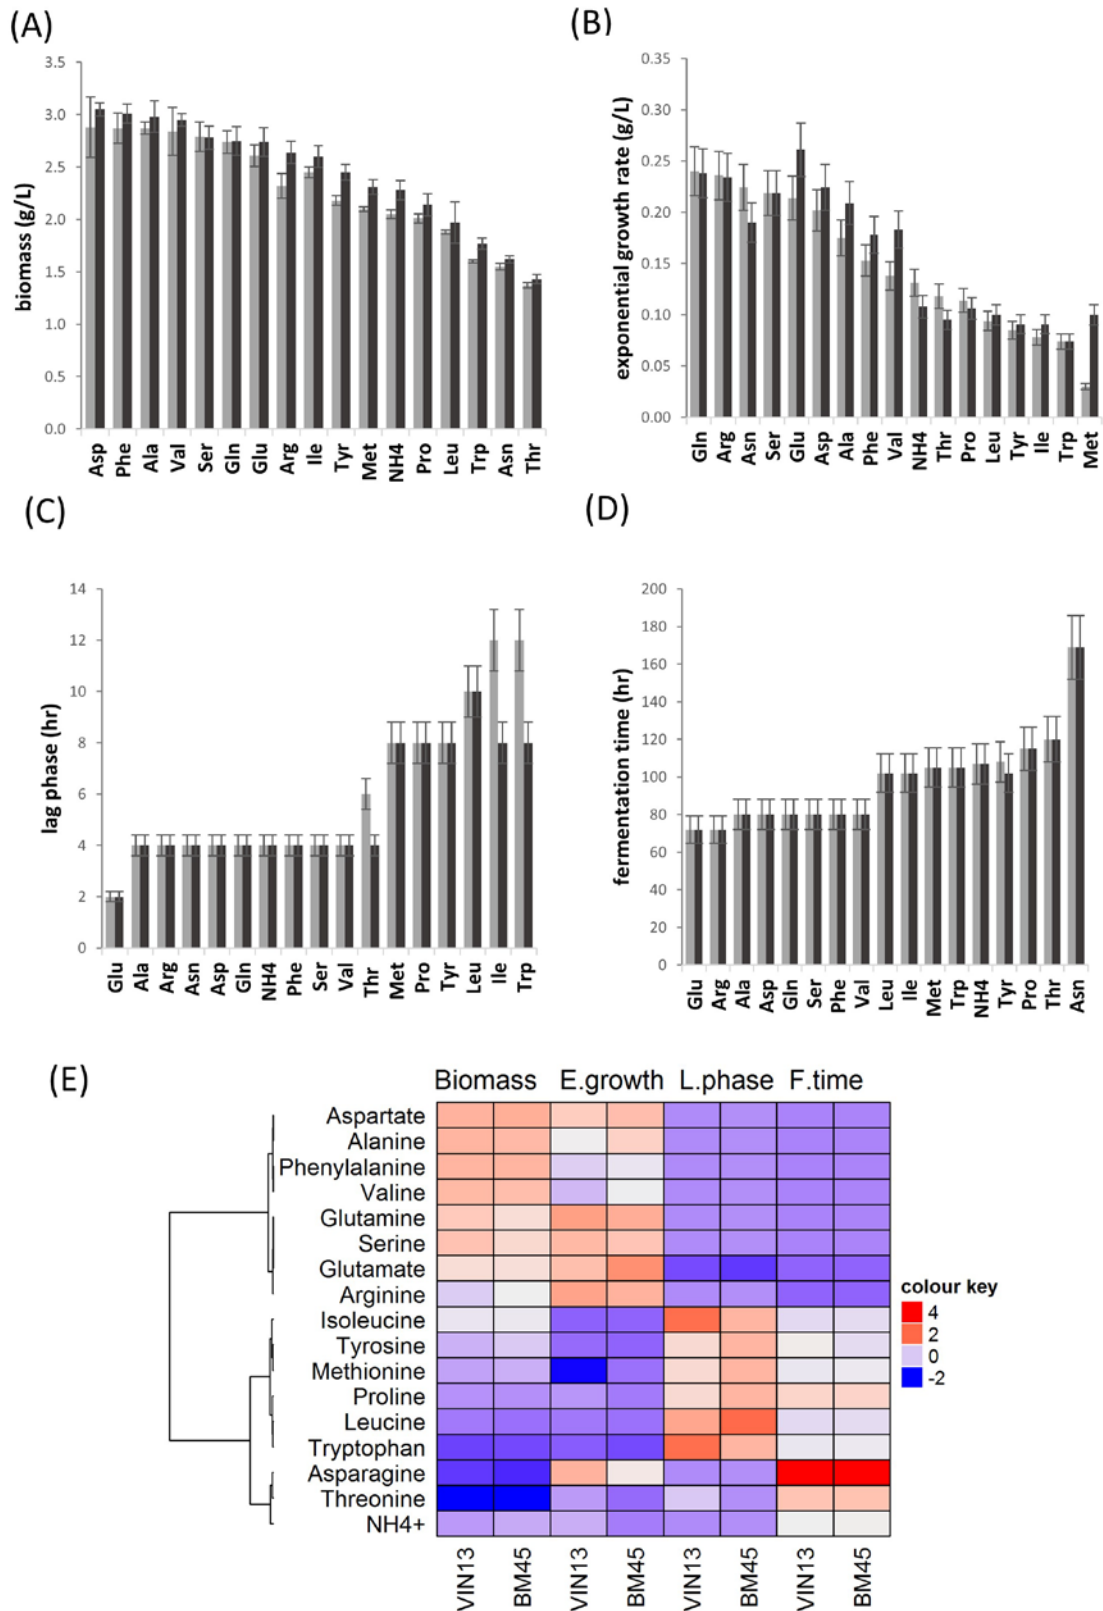 (A)
biomass (g/L)
3.5
3.0
2.5
2.0
1.5
1.0
0.5
0.0
Asp Phe Ala Val Ser Gln Glu Arg Ile Tyr Met NH4 Pro Leu Trp Asn Thr
(B)
exponential growth rate (g/L)
0.35
0.30
0.25
0.20
0.15
0.10
0.05
0.00
Gln Arg Asn Ser Glu Asp Ala Phe Val NH4 Thr Pro Leu Tyr Ile Trp Met
(C)
lag phase (hr)
14
12
10
8
6
4
2
0
Glu Ala Arg Asn Asp Gln NH4 Phe Ser Val Thr Met Pro Tyr Leu Ile Trp
(D)
fermentation time (hr)
200
180
160
140
120
100
80
60
40
20
0
Glu Arg Ala Asp Gln Ser Phe Val Leu Ile Met Trp NH4 Tyr Pro Thr Asn
(E)
Biomass E.growth L.phase F.time
Aspartate
Alanine
Phenylalanine
Valine
Glutamine
Serine
Glutamate
Arginine
Isoleucine
Tyrosine
Methionine
Proline
Leucine
Tryptophan
Asparagine
Threonine
NH4+
VIN13 BM45 VIN13 BM45 VIN13 BM45 VIN13 BM45
colour key
4
2
0
-2